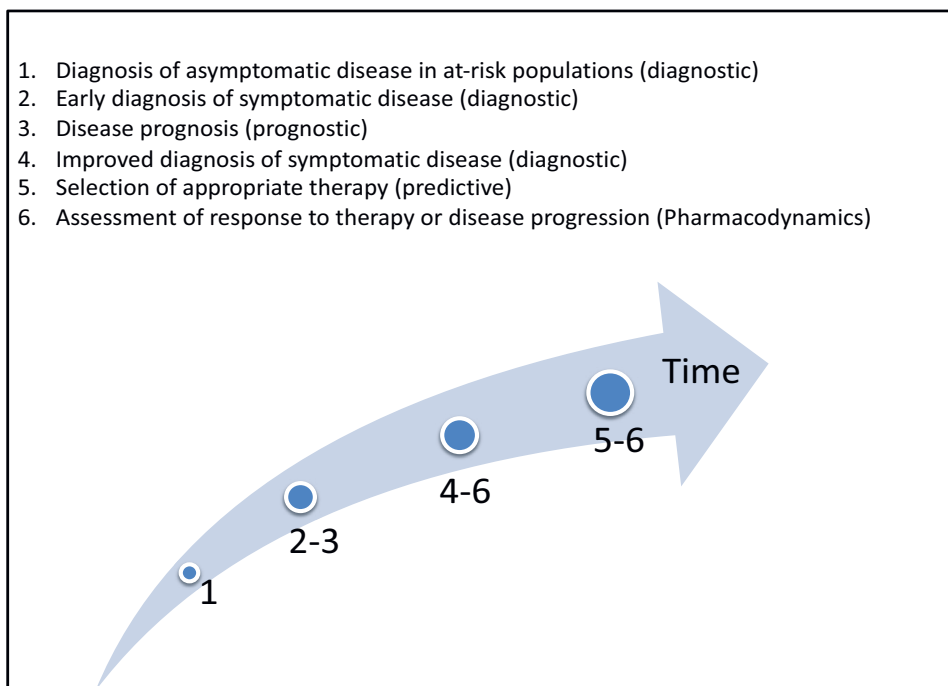 1. Diagnosis of asymptomatic disease in at-risk populations (diagnostic)
2. Early diagnosis of symptomatic disease (diagnostic)
3. Disease prognosis (prognostic)
4. Improved diagnosis of symptomatic disease (diagnostic)
5. Selection of appropriate therapy (predictive)
6. Assessment of response to therapy or disease progression (Pharmacodynamics)
Time
5-6
4-6
2-3
1